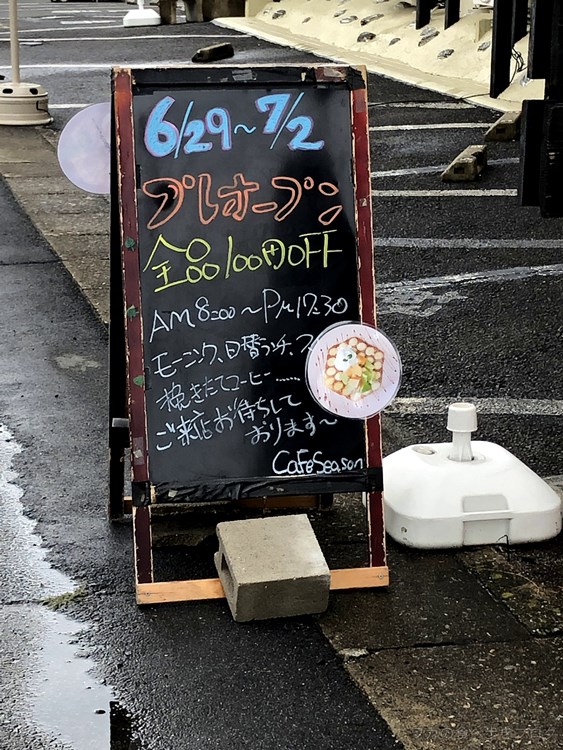 6/29~7/2
プレオープン
全品100円OFF
AM8:00~PM17:30
モーニング、日替ランチ、
挽きたてコーヒー……
ご来店お待ちして
おります～
CafeSeason